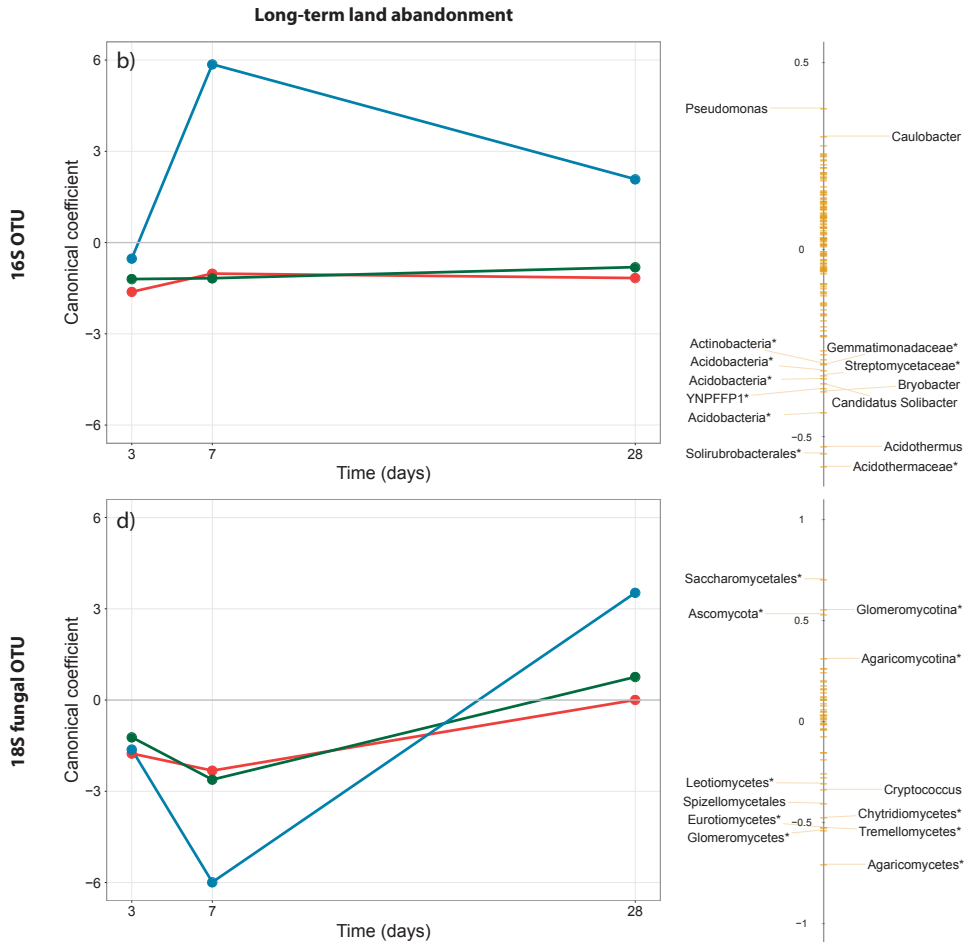 Long-term land abandonment
b)
16S OTU
Canonical coefficient
6
3
0
−3
−6
3
7
28
Time (days)
0.5
Pseudomonas
Caulobacter
0
Actinobacteria*
Gemmatimonadaceae*
Acidobacteria*
Streptomycetaceae*
Acidobacteria*
Bryobacter
YNPFFP1*
Candidatus Solibacter
Acidobacteria*
−0.5
Acidothermus
Solirubrobacterales*
Acidothermaceae*
d)
18S fungal OTU
Canonical coefficient
6
3
0
−3
−6
3
7
28
Time (days)
1
Saccharomycetales*
Glomeromycotina*
Ascomycota*
0.5
Agaricomycotina*
0
Leotiomycetes*
Cryptococcus
Spizellomycetales
Chytridiomycetes*
Eurotiomycetes*
−0.5
Tremellomycetes*
Glomeromycetes*
Agaricomycetes*
−1